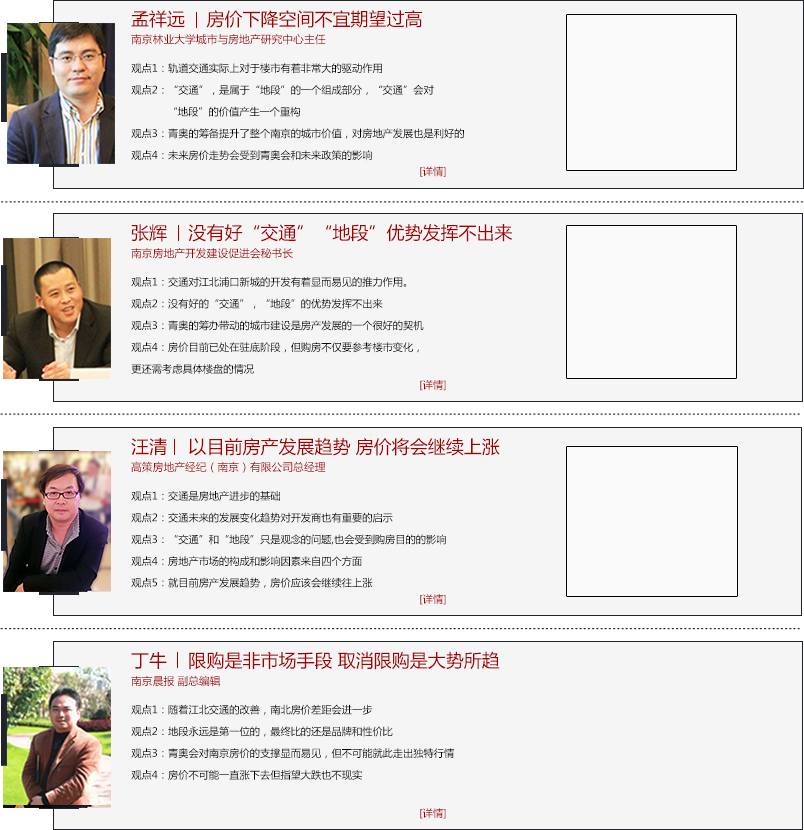 孟祥远 | 房价下降空间不宜期望过高
南京林业大学城市与房地产研究中心主任
观点1：轨道交通实际上对于楼市有着非常大的驱动作用
观点2：“交通”，是属于“地段”的一个组成部分，“交通”会对
“地段”的价值产生一个重构
观点3：青奥的筹备提升了整个南京的城市价值，对房地产发展也是利好的
观点4：未来房价走势会受到青奥会和未来政策的影响
[详情]
张辉 | 没有好“交通”“地段”优势发挥不出来
南京房地产开发建设促进会秘书长
观点1：交通对江北浦口新城的开发有着显而易见的推力作用。
观点2：没有好的“交通”，“地段”的优势发挥不出来
观点3：青奥的筹办带动的城市建设是房产发展的一个很好的契机
观点4：房价目前已处在驻底阶段，但购房不仅要参考楼市变化，
更还需考虑具体楼盘的情况
[详情]
汪清 | 以目前房产发展趋势 房价将会继续上涨
高策房地产经纪（南京）有限公司总经理
观点1：交通是房地产进步的基础
观点2：交通未来的发展变化趋势对开发商也有重要的启示
观点3：“交通”和“地段”只是观念的问题,也会受到购房目的的影响
观点4：房地产市场的构成和影响因素来自四个方面
观点5：就目前房产发展趋势，房价应该会继续往上涨
[详情]
丁牛 | 限购是非市场手段 取消限购是大势所趋
南京晨报 副总编辑
观点1：随着江北交通的改善，南北房价差距会进一步
观点2：地段永远是第一位的，最终比的还是品牌和性价比
观点3：青奥会对南京房价的支撑显而易见，但不可能就此走出独特行情
观点4：房价不可能一直涨下去但指望大跌也不现实
[详情]